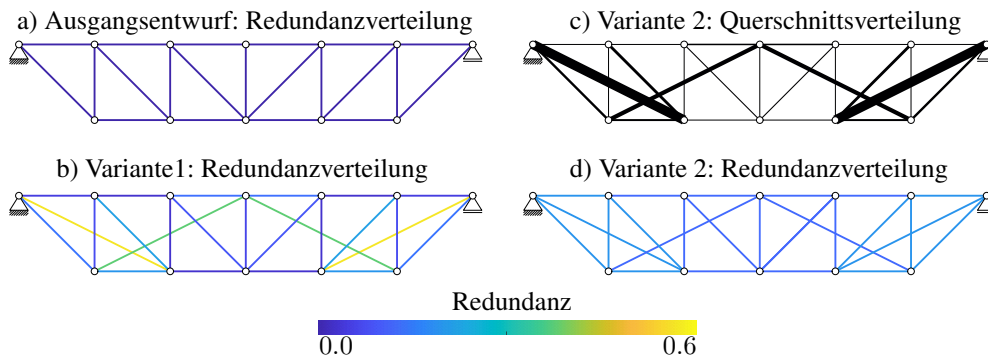 a) Ausgangsentwurf: Redundanzverteilung
c) Variante 2: Querschnittsverteilung
b) Variante1: Redundanzverteilung
d) Variante 2: Redundanzverteilung
Redundanz
0.0
0.6